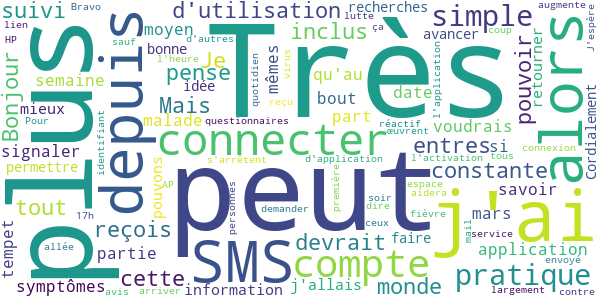 suivi
lien
Bravo
HP
sauf
moyen
bonne
d'utilisation
recherches
lutte
ça
simple
augmente
J'espère
coup
d'autres
l'heure
Je
inclus
mêmes
avancer
Très
plus
depuis
Bonjour
semaine
mieux
Pour
idée
pense
quotidien
virus
qu'au
date
l'application
pouvoir
retourner
alors
Mais
reçu
bout
réactif
œuvrent
voudrais
signaler
permettre
identifiant
malade
questionnaires
part
connecter
entres
si
connexion
Cordialement
tout
pouvons
s'arrêtent
d'application
l'activation
tous
constante
AP
personnes
peut
première
espace
aidera
savoir
tempet
17h
reçois
demander
soir
dire
ceux
fièvre
j'ai
mars
allée
partie
SMS
devrait
faire
mail
service
application
symptômes
cette
compte
monde
pratique
envoye
avis
arriver
information
j'allais
largement
contre